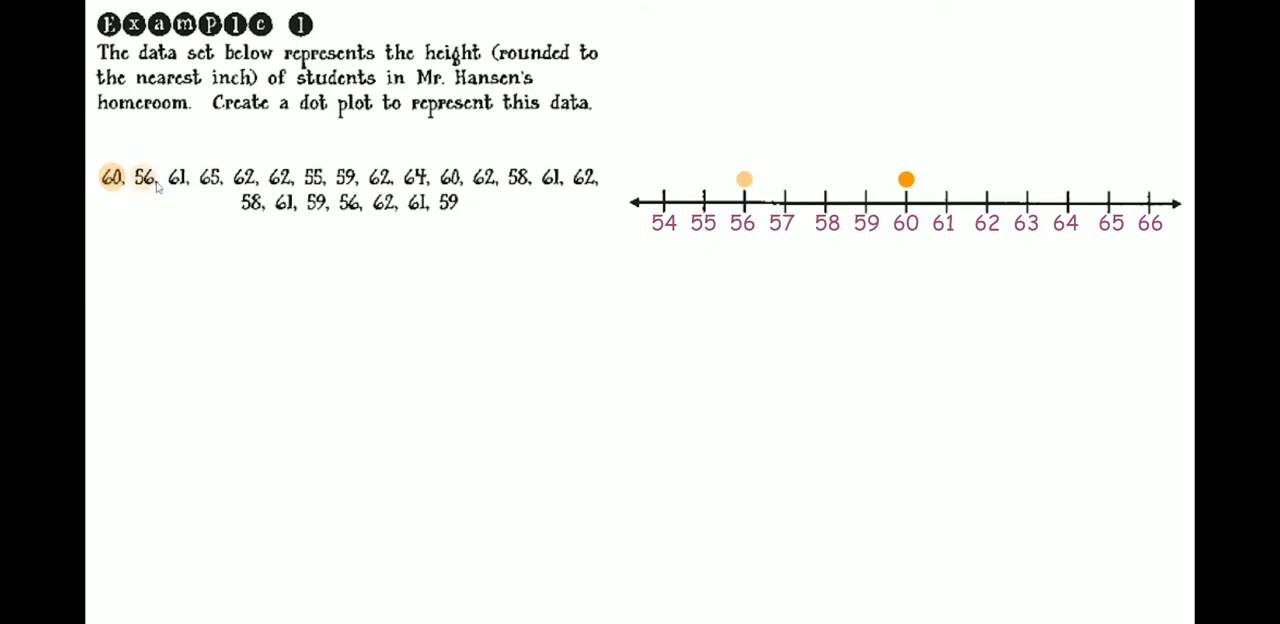 Example 1
The data set below represents the height (rounded to
the nearest inch) of students in Mr. Hansen's
homeroom. Create a dot plot to represent this data.
60, 56, 61, 65, 62, 62, 55, 59, 62, 64, 60, 62, 58, 61, 62,
58, 61, 59, 56, 62, 61, 59
54 55 56 57 58 59 60 61 62 63 64 65 66